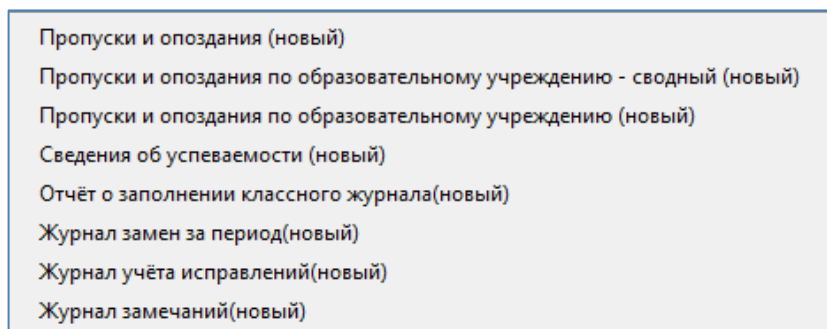 Пропуски и опоздания (новый)
Пропуски и опоздания по образовательному учреждению - сводный (новый)
Пропуски и опоздания по образовательному учреждению (новый)
Сведения об успеваемости (новый)
Отчёт о заполнении классного журнала(новый)
Журнал замен за период(новый)
Журнал учёта исправлений(новый)
Журнал замечаний(новый)